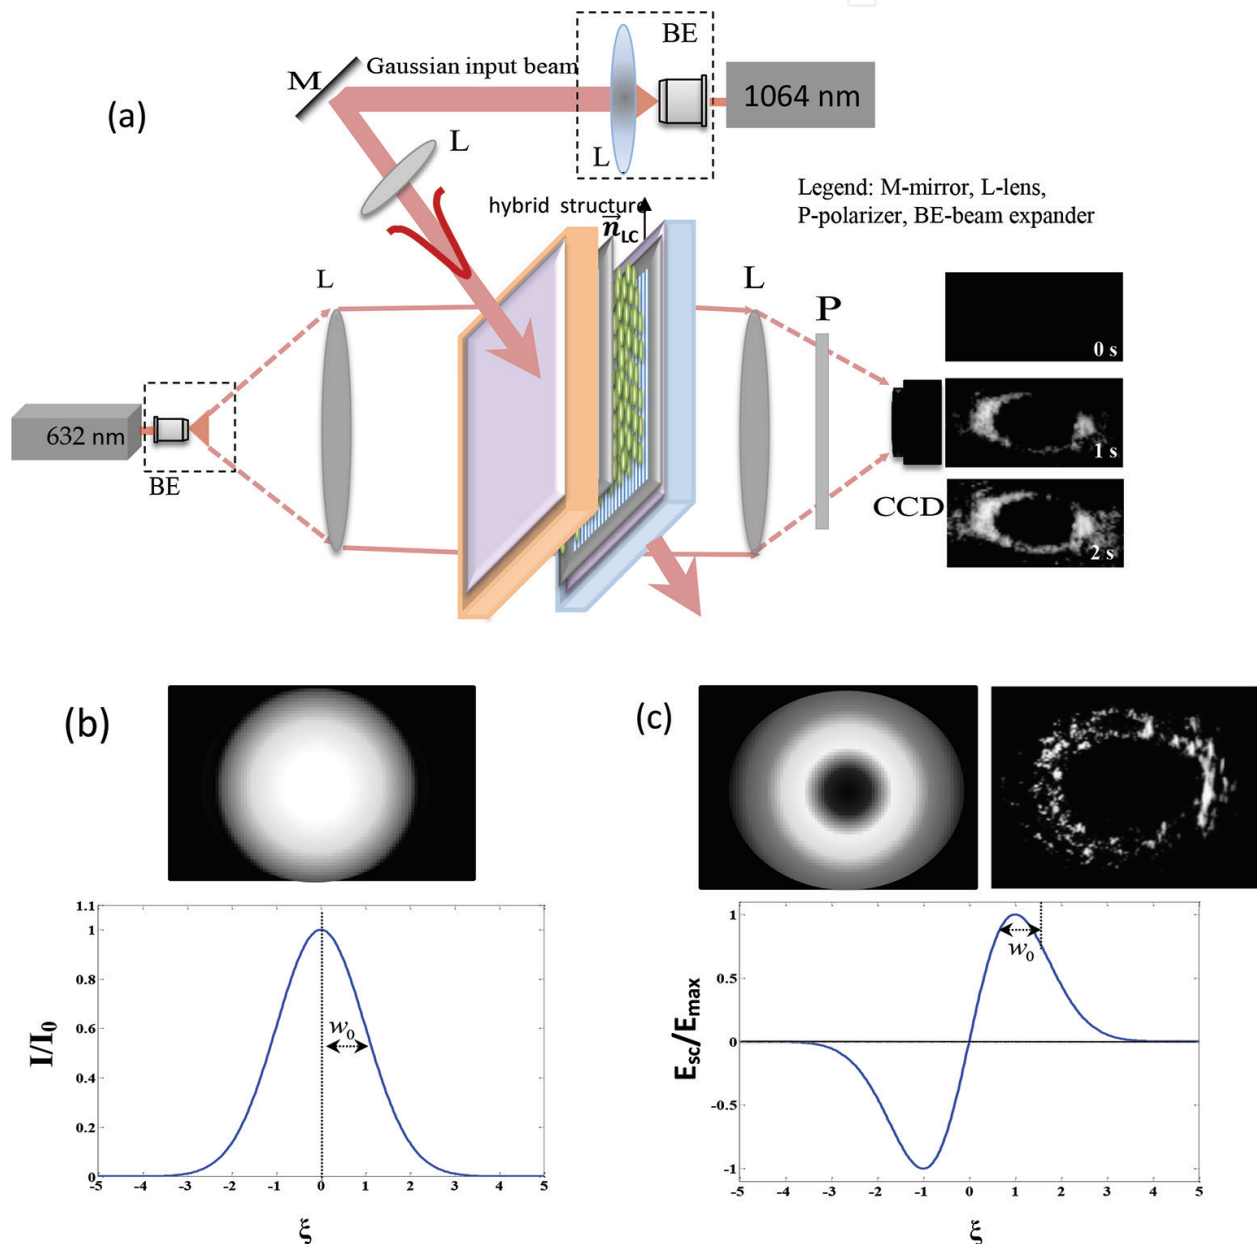 (a)
M
Gaussian input beam
BE
L
1064 nm
L
Legend: M-mirror, L-lens,
P-polarizer, BE-beam expander
hybrid structure
n LC
L
L
P
632 nm
BE
CCD
0 s
1 s
2 s
(b)
1.1
1
0.8
0.6
0.4
0.2
0
I/I0
w0
-5 -4 -3 -2 -1 0 1 2 3 4 5
ξ
(c)
1
0.5
0
-0.5
-1
Esc/Emax
w0
-5 -4 -3 -2 -1 0 1 2 3 4 5
ξ